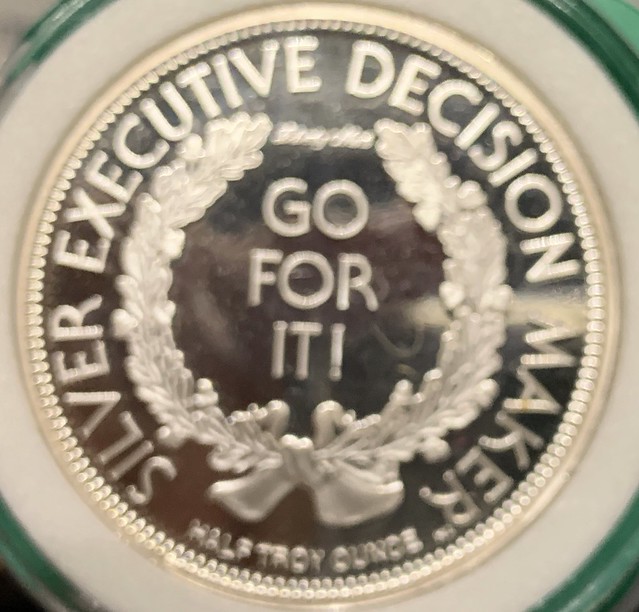 SILVER EXECUTIVE DECISION MAKER
GO
FOR
IT!
HALF TROY OUNCE